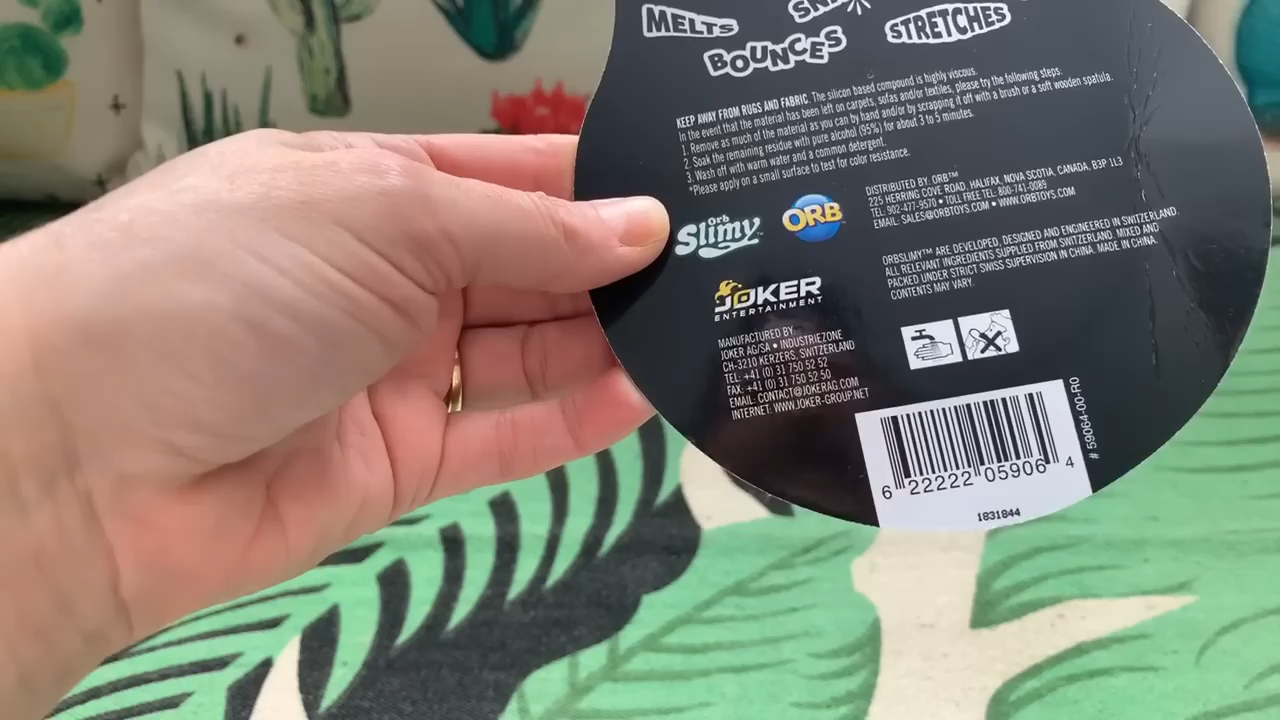 MELTS
BOUNCES
STRETCHES
KEEP AWAY FROM RUGS AND FABRIC. The silicon based compound is highly viscous.
In the event that the material has been left on carpets, sofas and/or textiles, please try the following steps:
1. Remove as much of the material as you can by hand and/or by scrapping it off with a brush or a soft wooden spatula.
2. Soak the remaining residue with pure alcohol (95%) for about 3 to 5 minutes.
3. Wash off with warm water and a common detergent.
*Please apply on a small surface to test for color resistance.
Orb Slimy™
ORB
DISTRIBUTED BY: ORB™
225 HERRING COVE ROAD, HALIFAX, NOVA SCOTIA, CANADA, B3P 1L3
TEL: 902-477-9570 • TOLL FREE TEL: 800-741-0089
EMAIL: SALES@ORBTOYS.COM • WWW.ORBTOYS.COM
ORBSLIMY™ ARE DEVELOPED, DESIGNED AND ENGINEERED IN SWITZERLAND.
ALL RELEVANT INGREDIENTS SUPPLIED FROM SWITZERLAND. MIXED AND
PACKED UNDER STRICT SWISS SUPERVISION IN CHINA. MADE IN CHINA.
CONTENTS MAY VARY.
JOKER
ENTERTAINMENT
MANUFACTURED BY:
JOKER AG/SA • INDUSTRIEZONE
CH-3210 KERZERS, SWITZERLAND
TEL: +41 (0) 31 750 52 52
FAX: +41 (0) 31 750 52 50
EMAIL: CONTACT@JOKERAG.COM
INTERNET: WWW.JOKER-GROUP.NET
# 59064-00-R0
6 22222 05906 4
1831844